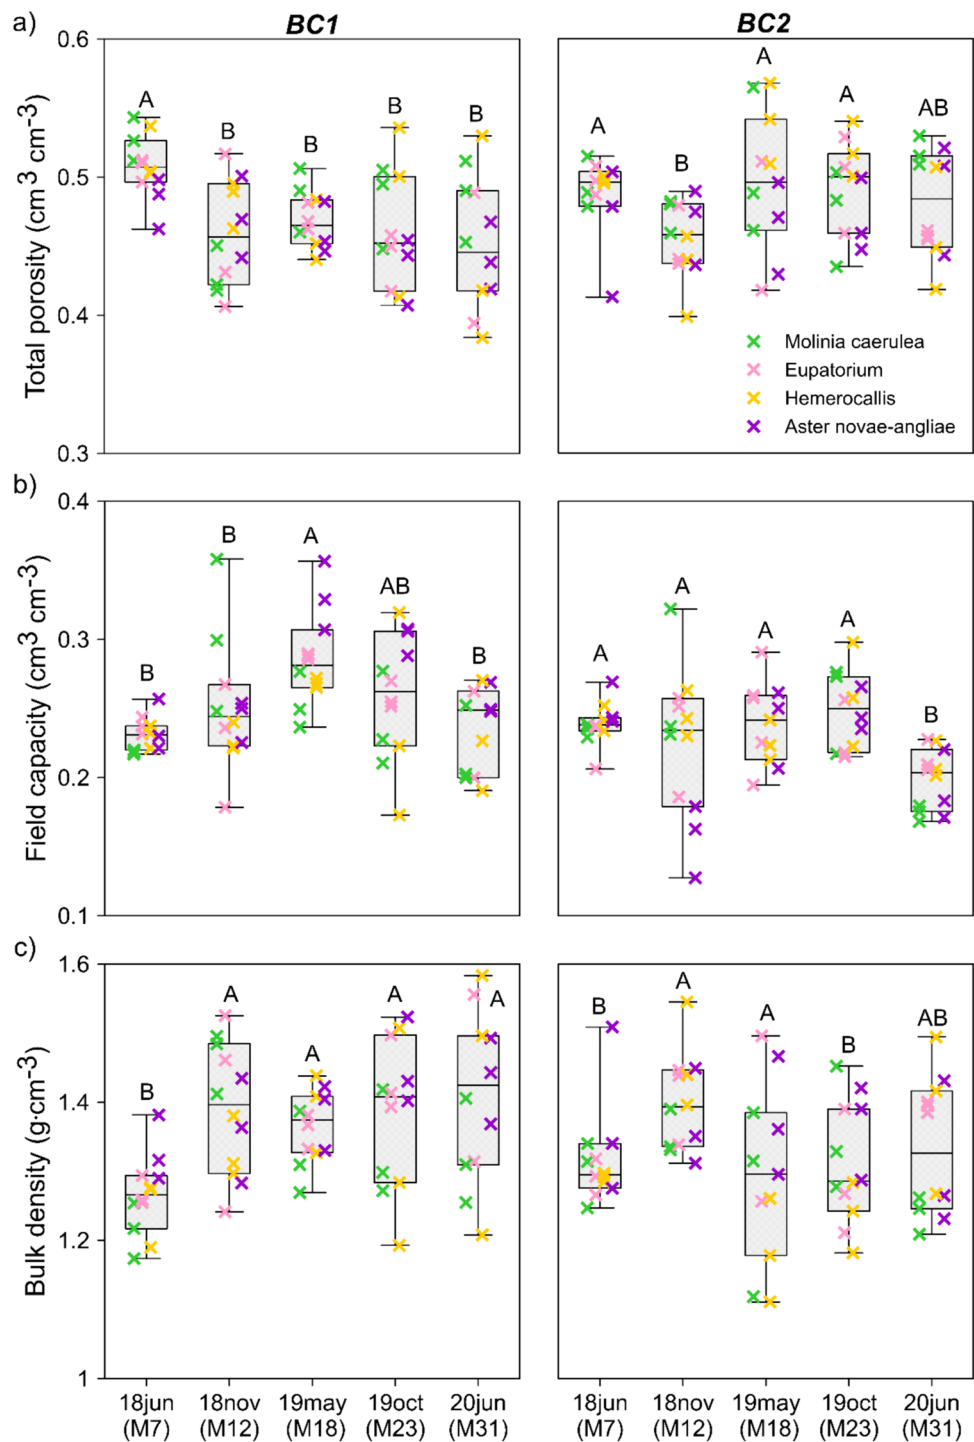 a)
BC1
BC2
Total porosity (cm3 cm−3)
0.6
0.5
0.4
0.3
A
B
B
B
B
A
B
A
A
AB
Molinia caerulea
Eupatorium
Hemerocallis
Aster novae-angliae
b)
Field capacity (cm3 cm−3)
0.4
0.3
0.2
0.1
B
B
A
AB
B
A
A
A
A
B
c)
Bulk density (g·cm−3)
1.6
1.4
1.2
1
B
A
A
A
A
B
A
A
B
AB
18jun 18nov 19may 19oct 20jun
(M7) (M12) (M18) (M23) (M31)
18jun 18nov 19may 19oct 20jun
(M7) (M12) (M18) (M23) (M31)